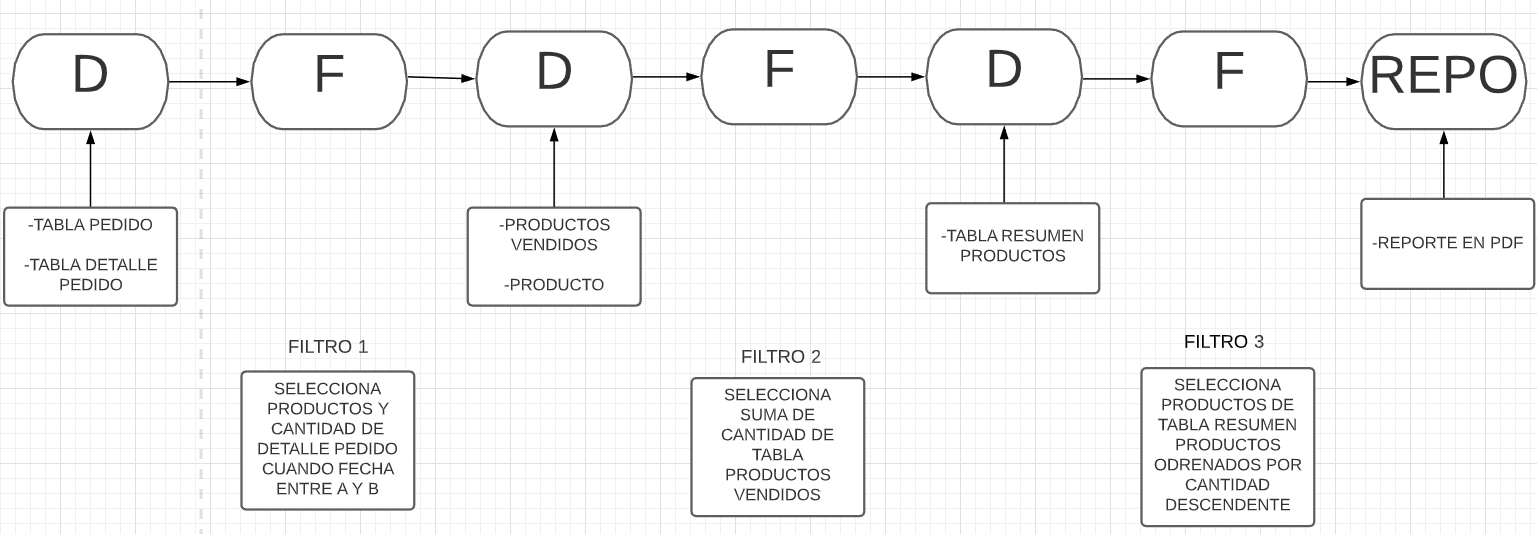 D
F
D
F
D
F
REPO
-TABLA PEDIDO
-TABLA DETALLE
PEDIDO
-PRODUCTOS
VENDIDOS
-PRODUCTO
-TABLA RESUMEN
PRODUCTOS
-REPORTE EN PDF
FILTRO 1
SELECCIONA
PRODUCTOS Y
CANTIDAD DE
DETALLE PEDIDO
CUANDO FECHA
ENTRE A Y B
FILTRO 2
SELECCIONA
SUMA DE
CANTIDAD DE
TABLA
PRODUCTOS
VENDIDOS
FILTRO 3
SELECCIONA
PRODUCTOS DE
TABLA RESUMEN
PRODUCTOS
ODRENADOS POR
CANTIDAD
DESCENDENTE